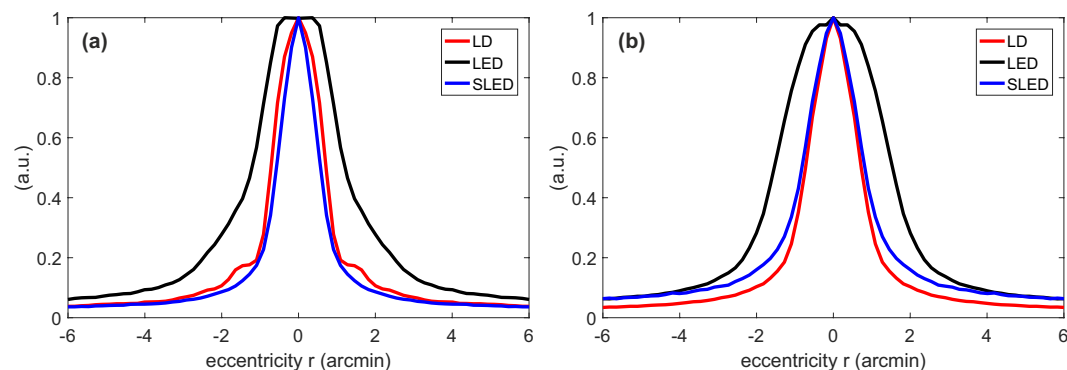 (a)
LD
LED
SLED
1
0.8
0.6
0.4
0.2
0
(a.u.)
-6 -4 -2 0 2 4 6
eccentricity r (arcmin)
(b)
LD
LED
SLED
1
0.8
0.6
0.4
0.2
0
(a.u.)
-6 -4 -2 0 2 4 6
eccentricity r (arcmin)